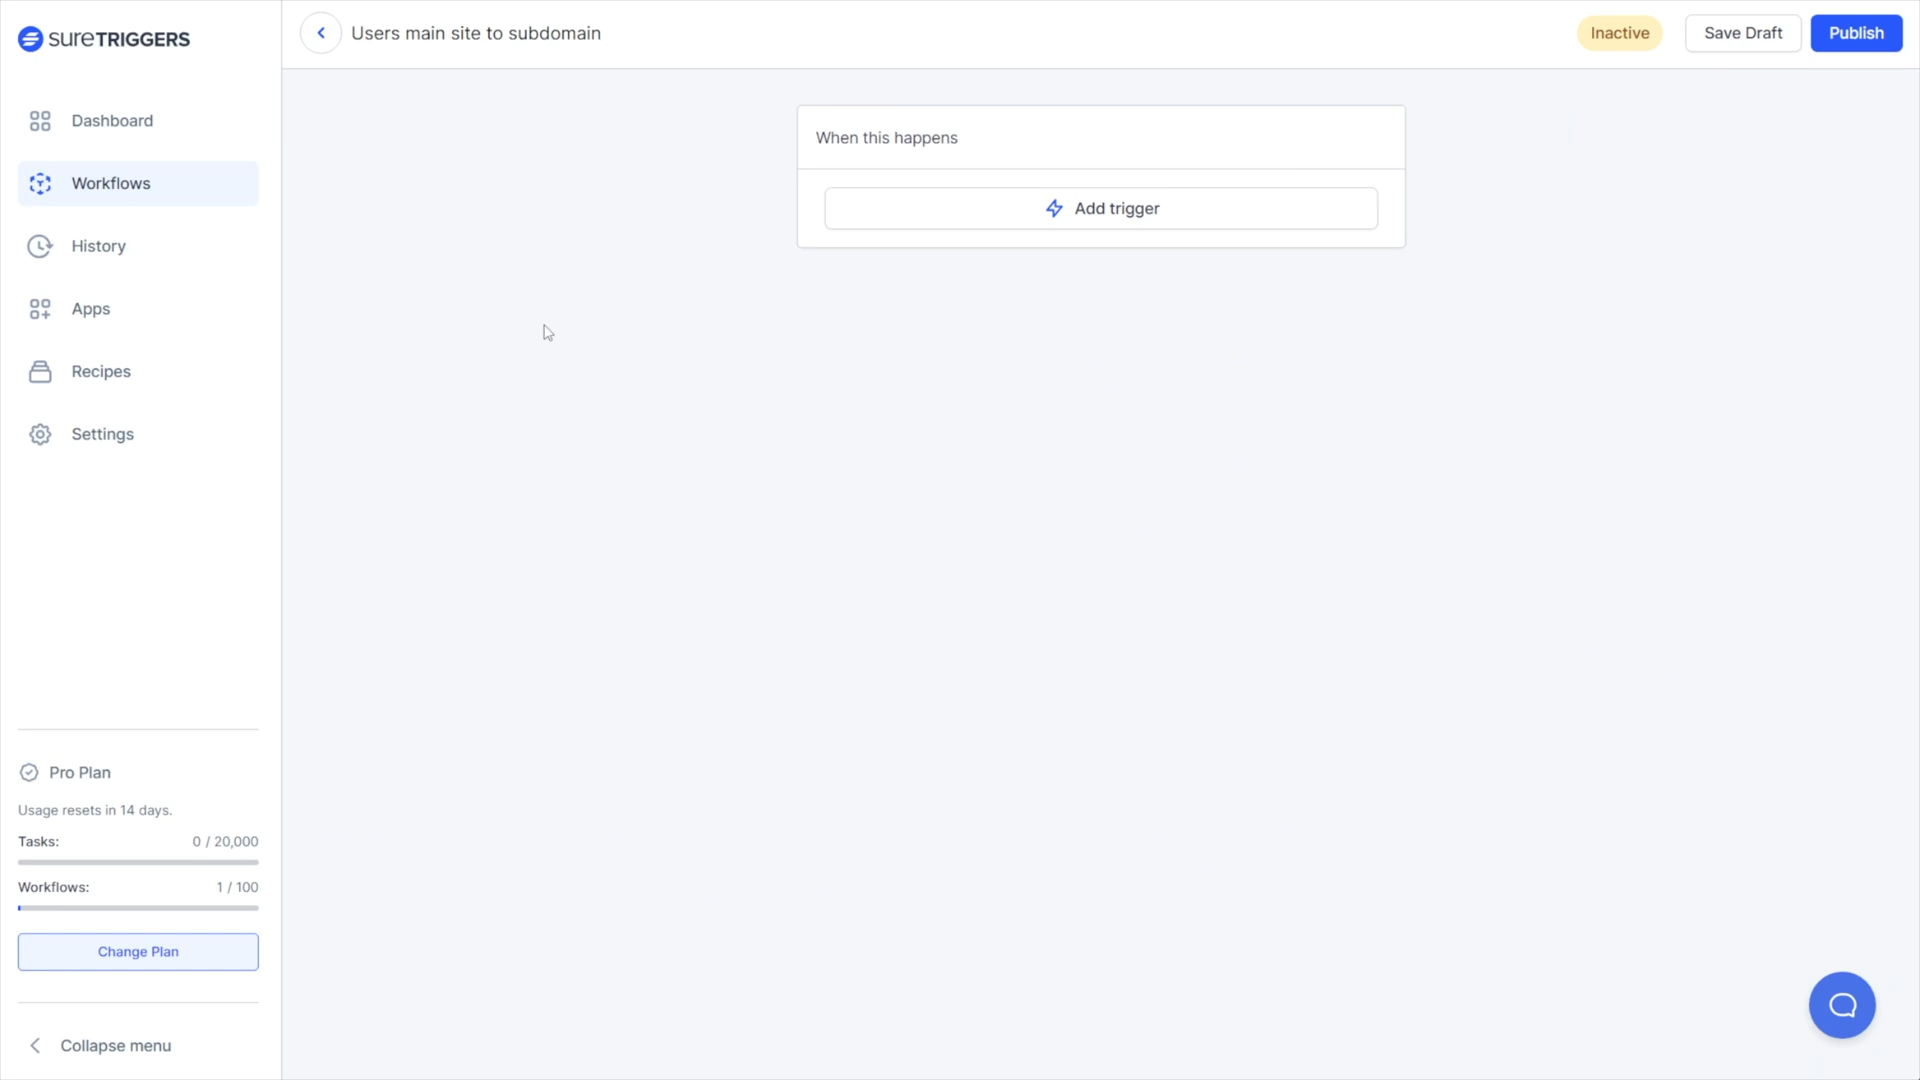 sureTRIGGERS
Users main site to subdomain
Inactive
Save Draft
Publish
Dashboard
Workflows
History
Apps
Recipes
Settings
When this happens
Add trigger
Pro Plan
Usage resets in 14 days.
Tasks: 0 / 20,000
Workflows: 1 / 100
Change Plan
Collapse menu